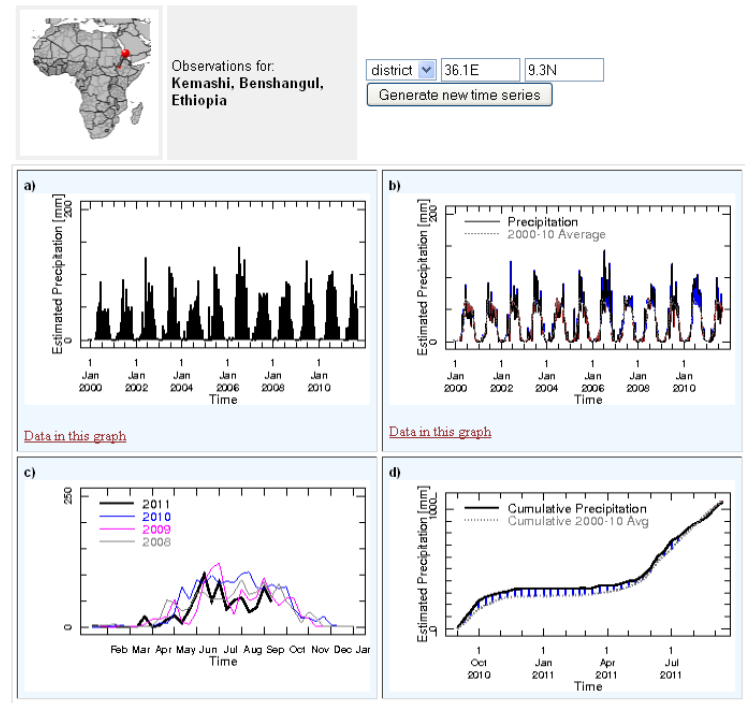 Observations for:
Kemashi, Benshangul,
Ethiopia
district 36.1E 9.3N
Generate new time series
a)
Estimated Precipitation [mm]
200
0
1 1 1 1 1 1
Jan Jan Jan Jan Jan Jan
2000 2002 2004 2006 2008 2010
Time
Data in this graph
b)
Estimated Precipitation [mm]
200
0
Precipitation
2000-10 Average
1 1 1 1 1 1
Jan Jan Jan Jan Jan Jan
2000 2002 2004 2006 2008 2010
Time
Data in this graph
c)
250
0
2011
2010
2009
2008
Feb Mar Apr May Jun Jul Aug Sep Oct Nov Dec Jan
Time
d)
Estimated Precipitation [mm]
1000
0
Cumulative Precipitation
Cumulative 2000-10 Avg
1 1 1 1
Oct Jan Apr Jul
2010 2011 2011 2011
Time